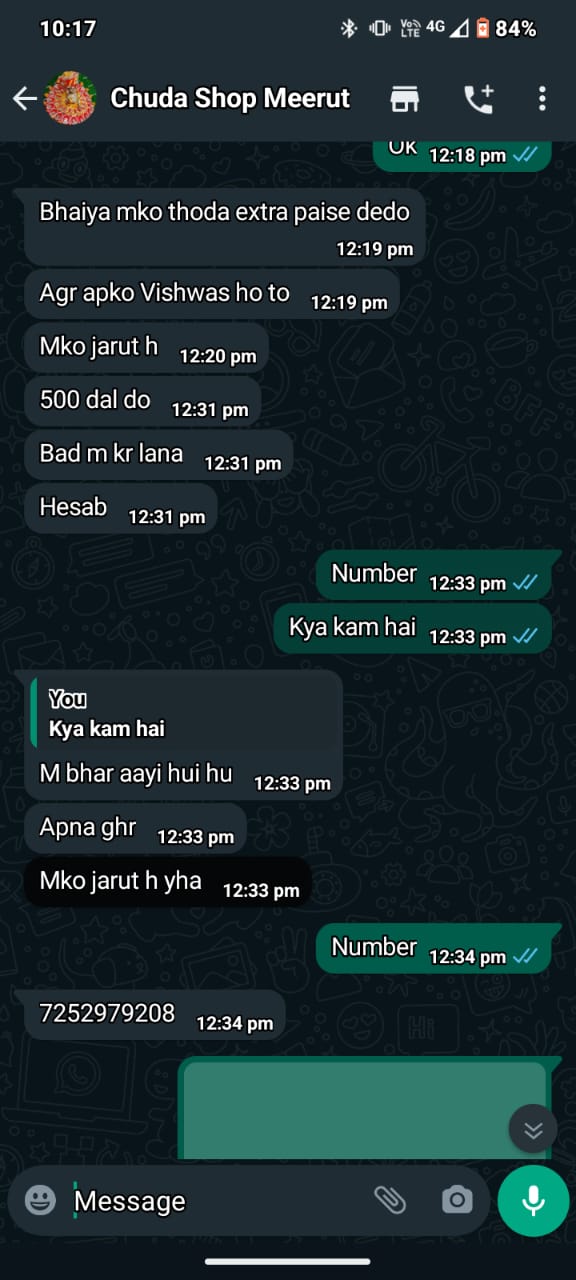 10:17
Vo)) LTE 4G 84%
Chuda Shop Meerut
OK 12:18 pm
Bhaiya mko thoda extra paise dedo
12:19 pm
Agr apko Vishwas ho to 12:19 pm
Mko jarut h 12:20 pm
500 dal do 12:31 pm
Bad m kr lana 12:31 pm
Hesab 12:31 pm
Number 12:33 pm
Kya kam hai 12:33 pm
You
Kya kam hai
M bhar aayi hui hu 12:33 pm
Apna ghr 12:33 pm
Mko jarut h yha 12:33 pm
Number 12:34 pm
7252979208 12:34 pm
Message